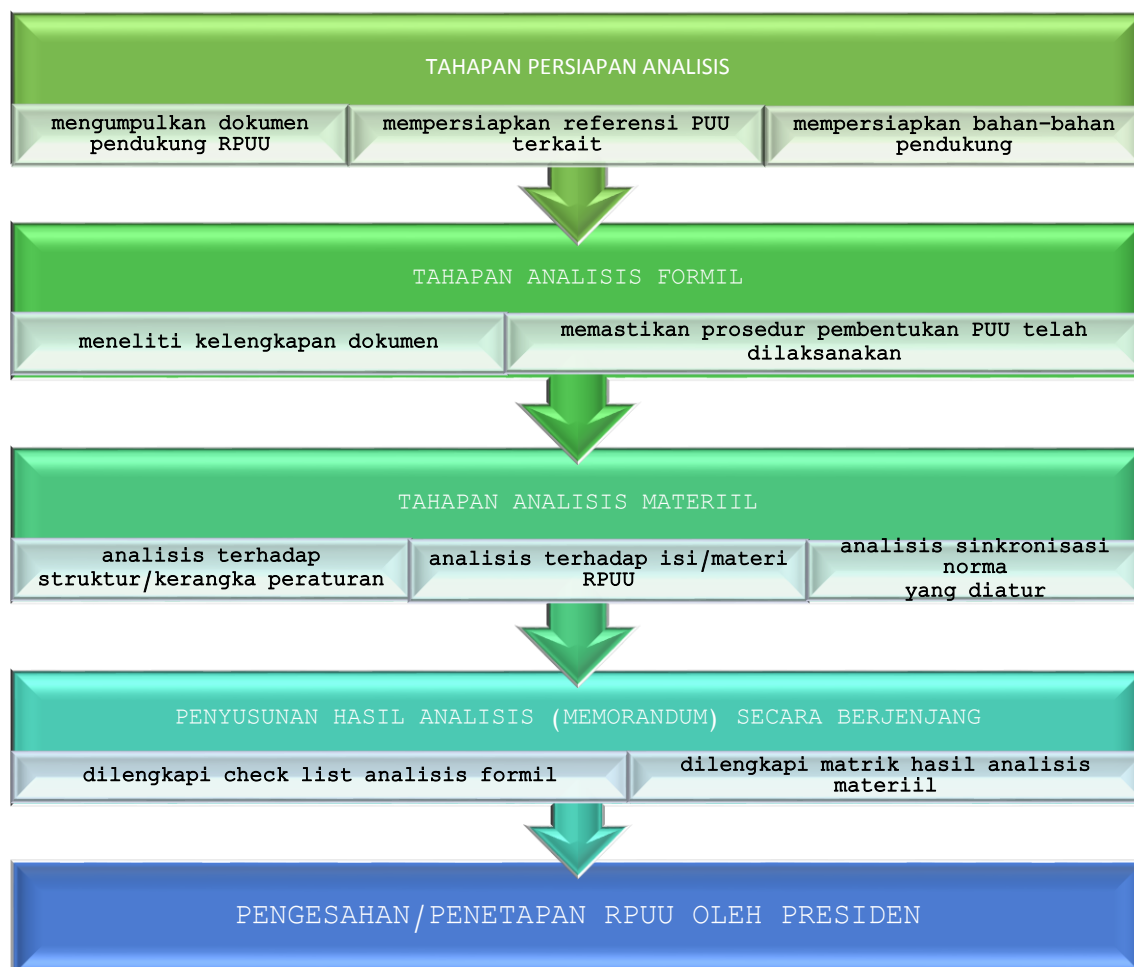 TAHAPAN PERSIAPAN ANALISIS
mengumpulkan dokumen
pendukung RPUU
mempersiapkan referensi PUU
terkait
mempersiapkan bahan-bahan
pendukung
TAHAPAN ANALISIS FORMIL
meneliti kelengkapan dokumen
memastikan prosedur pembentukan PUU telah
dilaksanakan
TAHAPAN ANALISIS MATERIIL
analisis terhadap
struktur/kerangka peraturan
analisis terhadap isi/materi
RPUU
analisis sinkronisasi
norma
yang diatur
PENYUSUNAN HASIL ANALISIS (MEMORANDUM) SECARA BERJENJANG
dilengkapi check list analisis formil
dilengkapi matrik hasil analisis
materiil
PENGESAHAN/PENETAPAN RPUU OLEH PRESIDEN